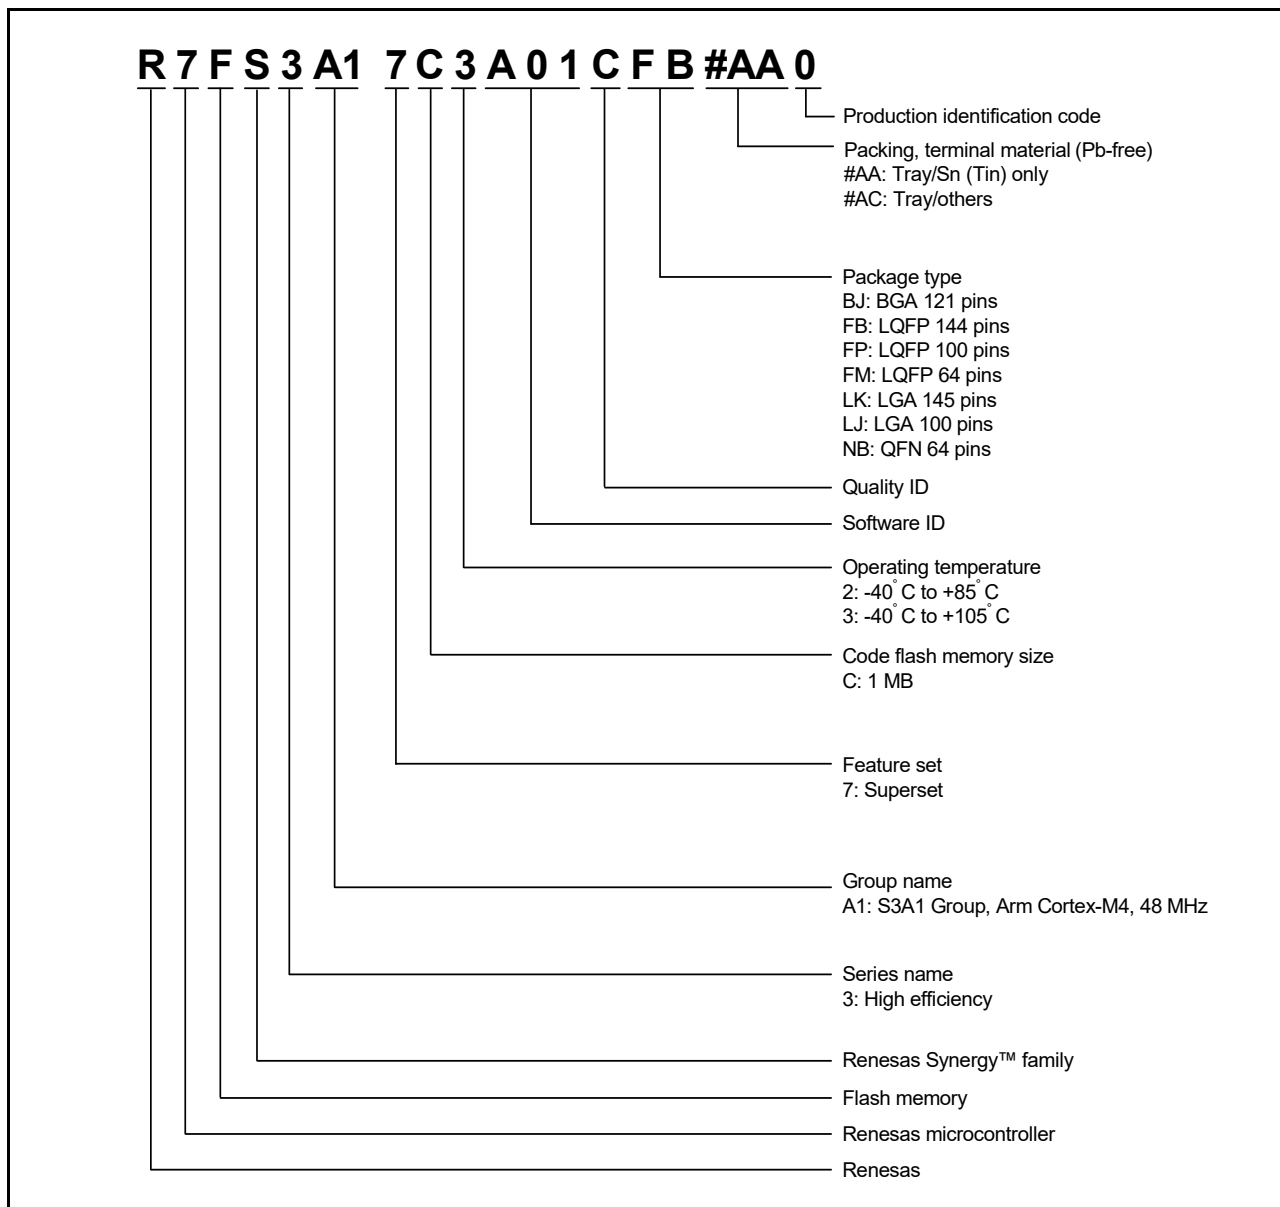 R 7 F S 3 A1 7 C 3 A 0 1 C F B #AA 0
Production identification code
Packing, terminal material (Pb-free)
#AA: Tray/Sn (Tin) only
#AC: Tray/others
Package type
BJ: BGA 121 pins
FB: LQFP 144 pins
FP: LQFP 100 pins
FM: LQFP 64 pins
LK: LGA 145 pins
LJ: LGA 100 pins
NB: QFN 64 pins
Quality ID
Software ID
Operating temperature
2: -40°C to +85°C
3: -40°C to +105°C
Code flash memory size
C: 1 MB
Feature set
7: Superset
Group name
A1: S3A1 Group, Arm Cortex-M4, 48 MHz
Series name
3: High efficiency
Renesas Synergy™ family
Flash memory
Renesas microcontroller
Renesas